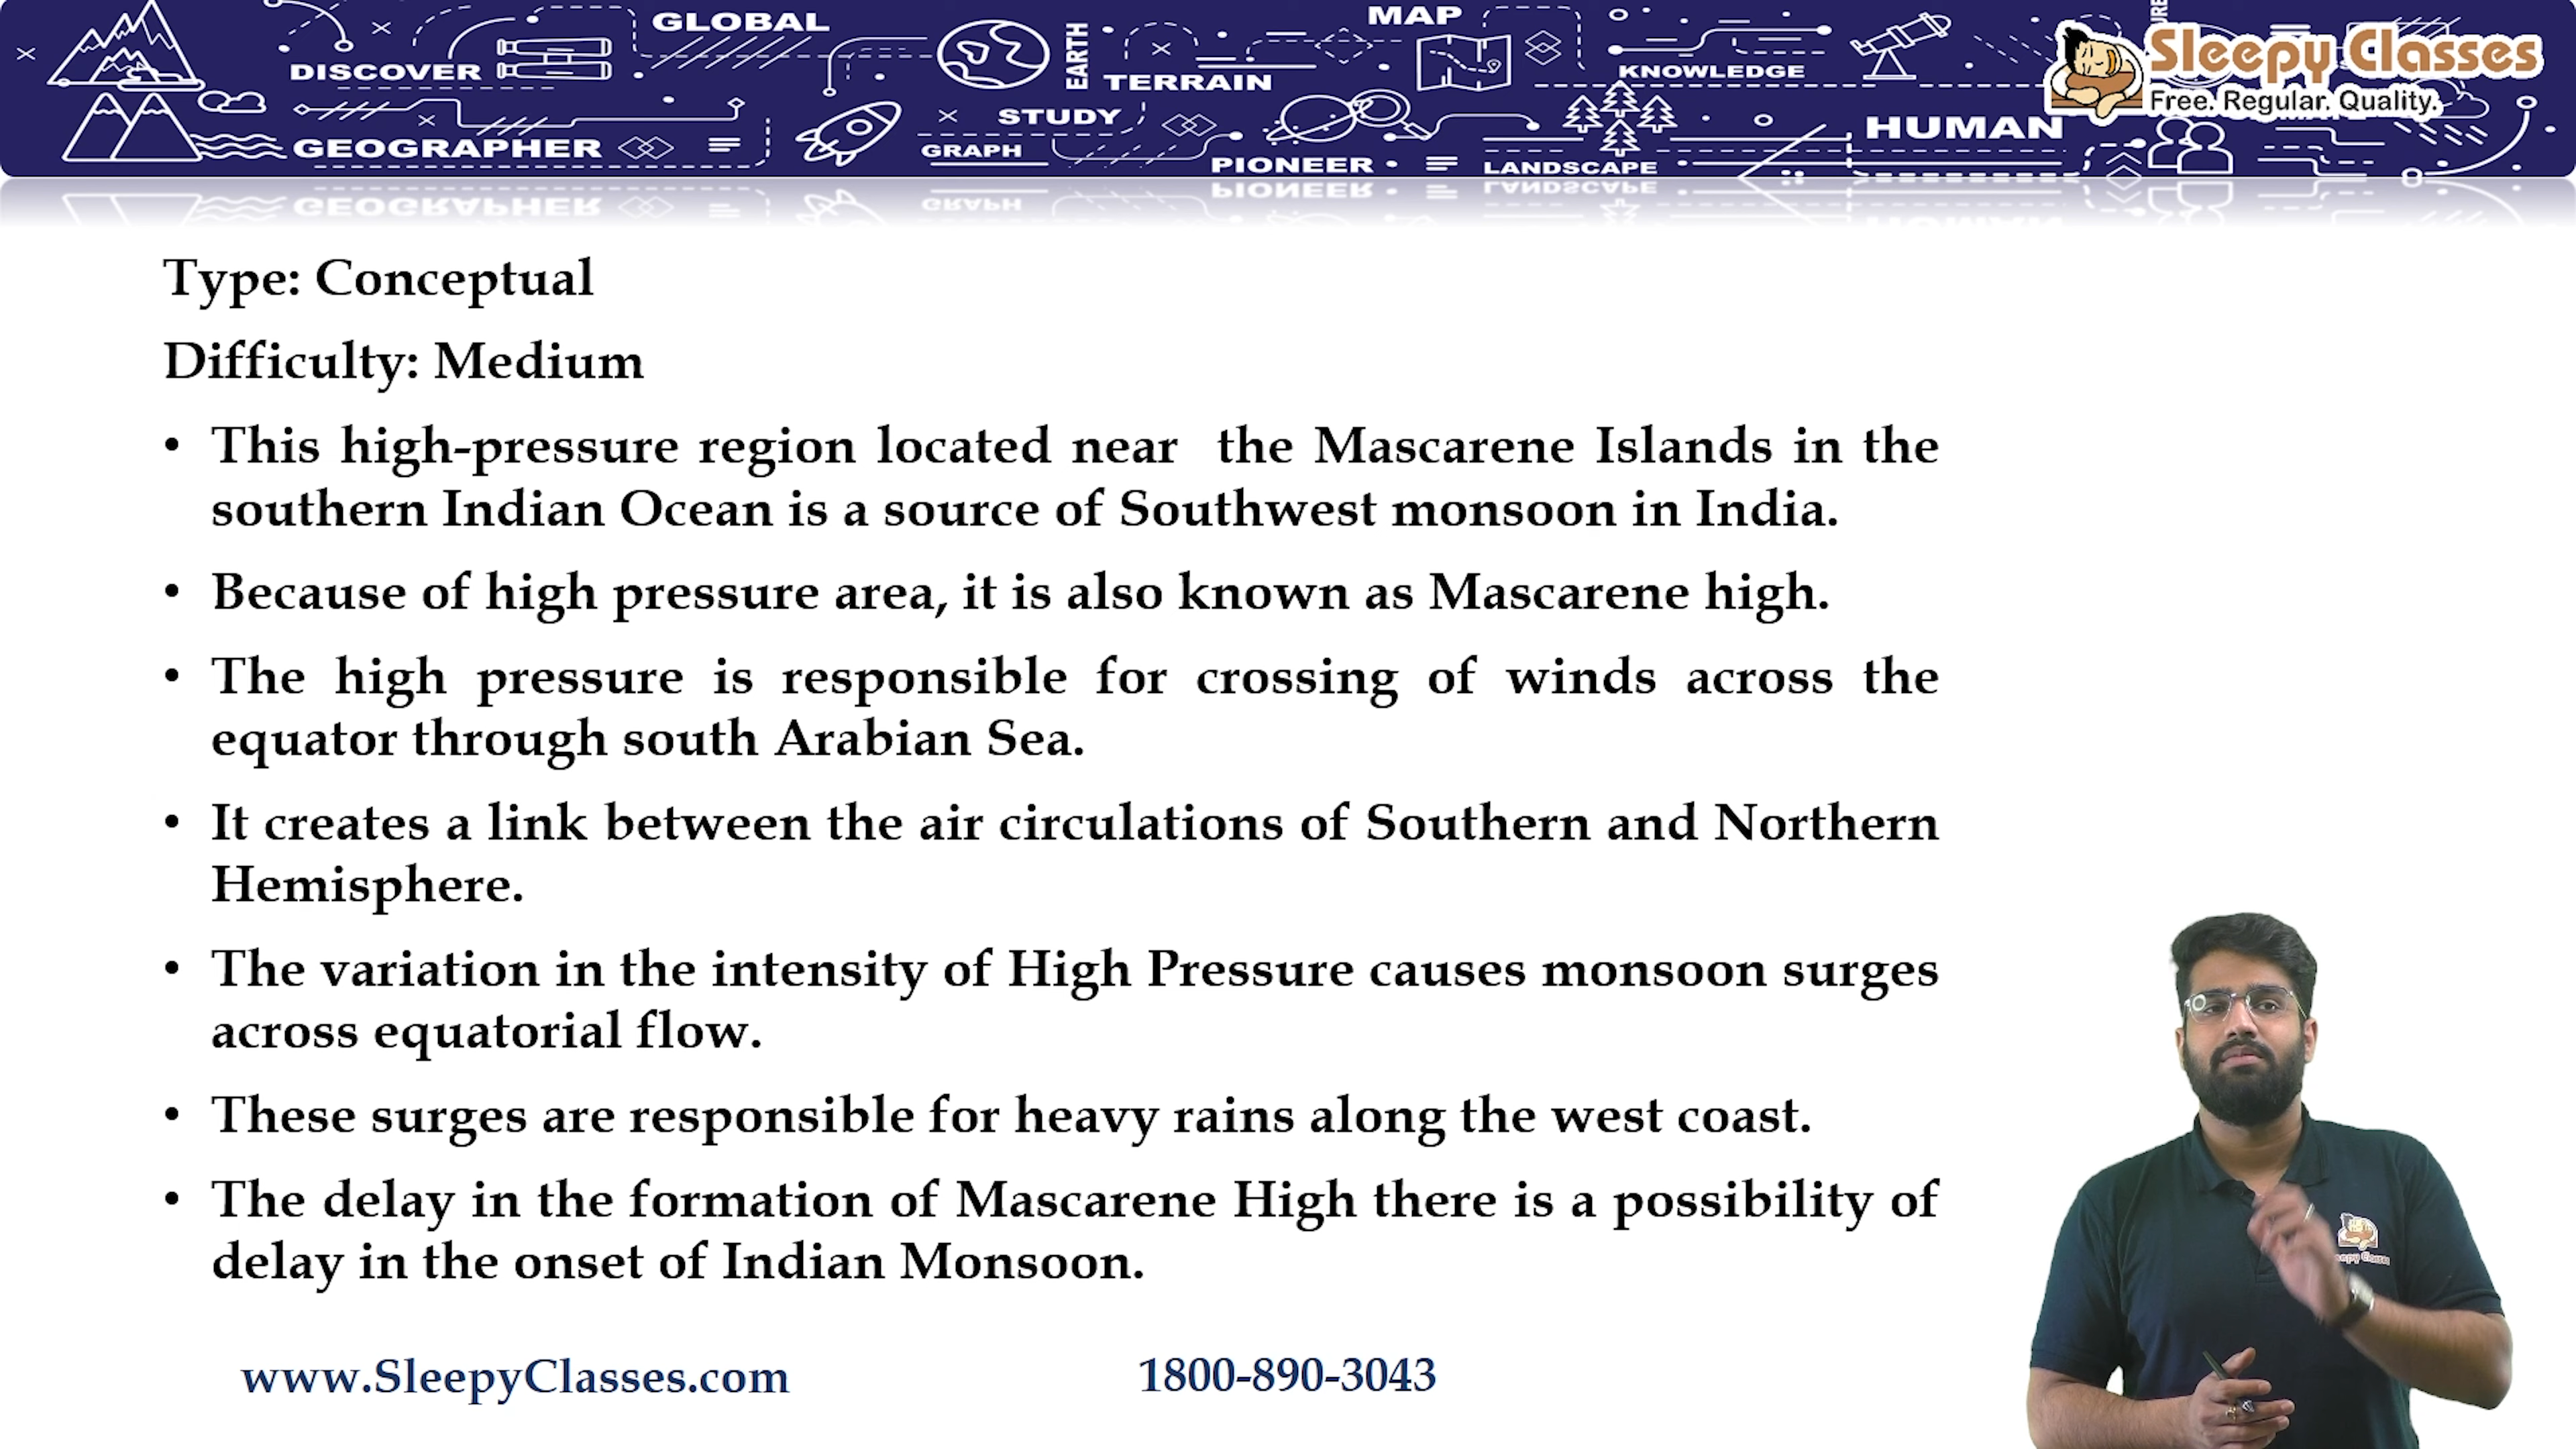 GLOBAL
MAP
DISCOVER
EARTH
TERRAIN
KNOWLEDGE
Sleepy Classes
Free. Regular. Quality.
STUDY
GEOGRAPHER
GRAPH
PIONEER
LANDSCAPE
HUMAN
Type: Conceptual
Difficulty: Medium
• This high-pressure region located near the Mascarene Islands in the
southern Indian Ocean is a source of Southwest monsoon in India.
• Because of high pressure area, it is also known as Mascarene high.
• The high pressure is responsible for crossing of winds across the
equator through south Arabian Sea.
• It creates a link between the air circulations of Southern and Northern
Hemisphere.
• The variation in the intensity of High Pressure causes monsoon surges
across equatorial flow.
• These surges are responsible for heavy rains along the west coast.
• The delay in the formation of Mascarene High there is a possibility of
delay in the onset of Indian Monsoon.
www.SleepyClasses.com
1800-890-3043